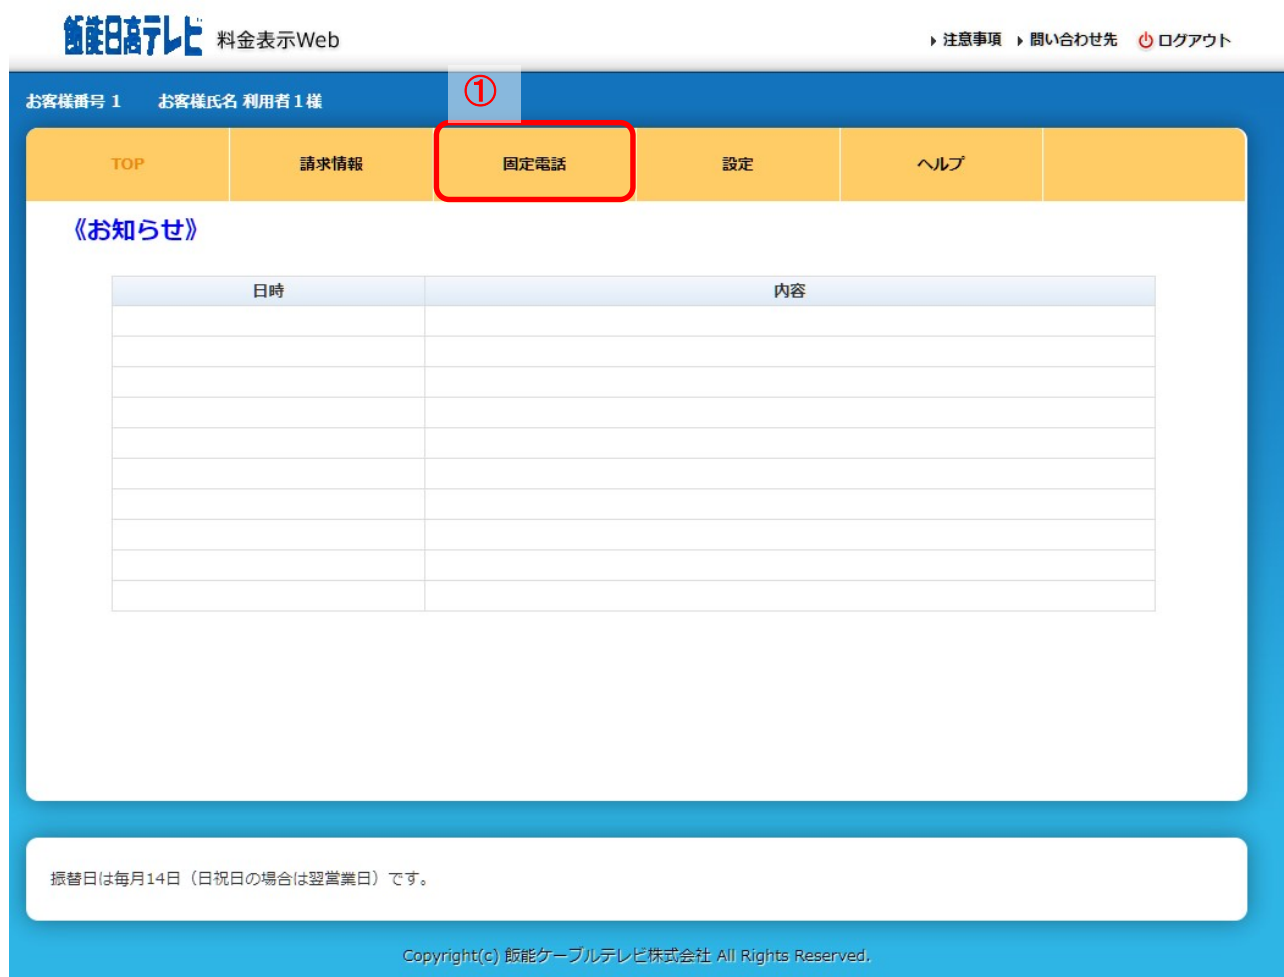 飯能日高テレビ 料金表示Web 注意事項 問い合わせ先 ログアウト
お客様番号 1 お客様氏名 利用者１様
①
TOP 請求情報 固定電話 設定 ヘルプ
《お知らせ》
日時 内容
振替日は毎月14日（日祝日の場合は翌営業日）です。
Copyright(c) 飯能ケーブルテレビ株式会社 All Rights Reserved.